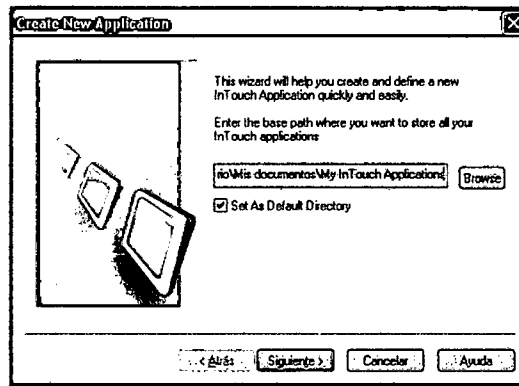 Create New Application
This wizard will help you create and define a new
InTouch Application quickly and easily.
Enter the base path where you want to store all your
InTouch applications
rio\Mis documentos\My InTouch Applications
Browse
Set As Default Directory
< Atrás
Siguiente >
Cancelar
Ayuda